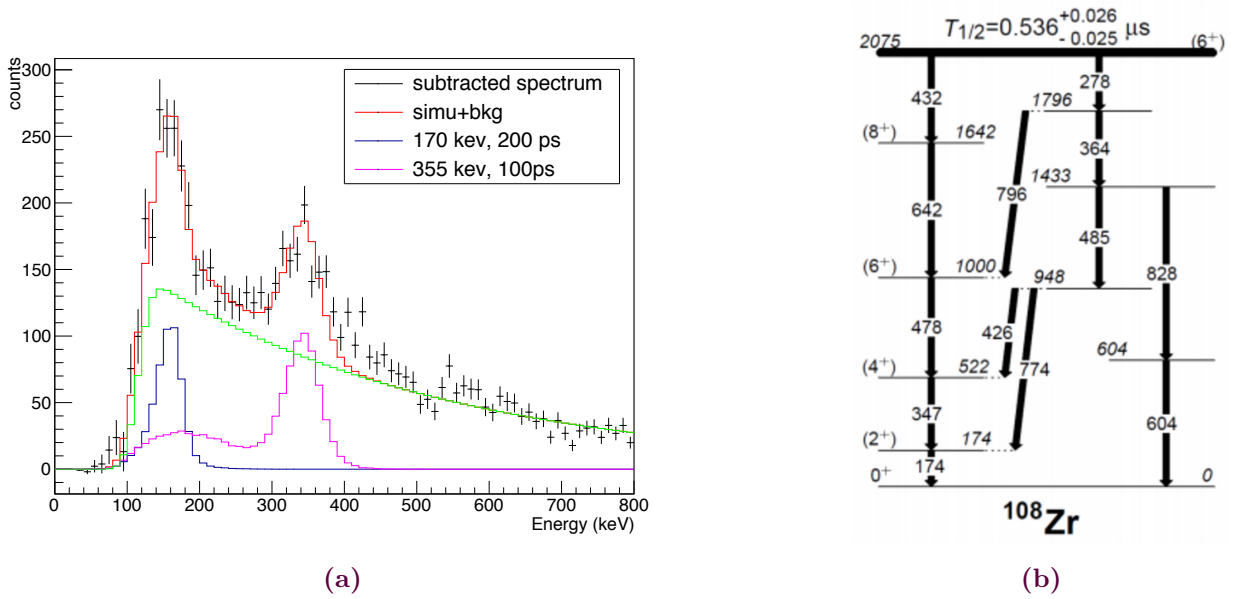 counts
300
250
200
150
100
50
0
0 100 200 300 400 500 600 700 800
Energy (keV)
subtracted spectrum
simu+bkg
170 kev, 200 ps
355 kev, 100ps
(a)
T1/2=0.536 +0.026 - 0.025 μs
2075 (6+)
432 278
1796
(8+) 1642
364
1433
796
642
485
(6+) 1000 948
828
478 426
604
(4+) 522 774
347
604
(2+) 174
174
0+ 0
108Zr
(b)